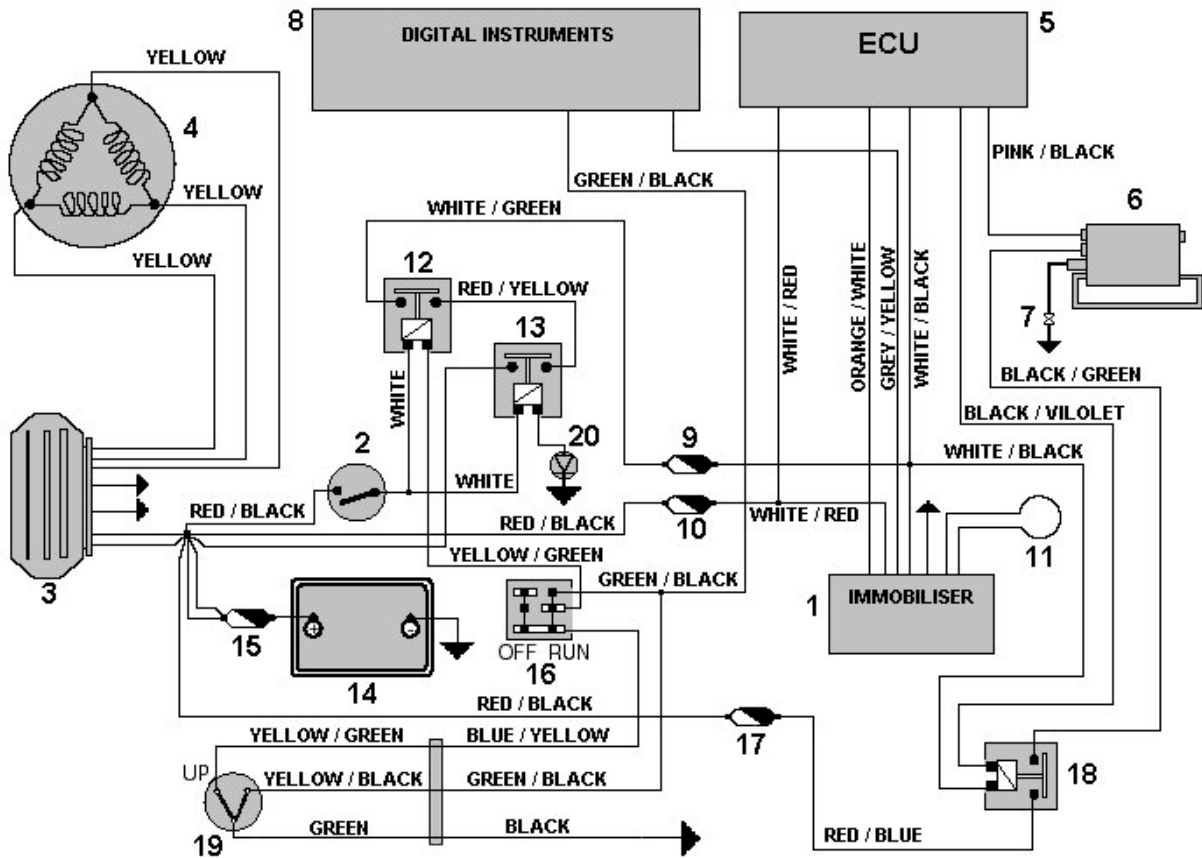 8
DIGITAL INSTRUMENTS
ECU
5
YELLOW
4
PINK / BLACK
GREEN / BLACK
YELLOW
WHITE / GREEN
6
12
RED / YELLOW
YELLOW
13
WHITE / RED
ORANGE / WHITE
GREY / YELLOW
WHITE / BLACK
7
BLACK / GREEN
WHITE
BLACK / VILOLET
2
20
9
WHITE / BLACK
WHITE
RED / BLACK
RED / BLACK
10
WHITE / RED
11
YELLOW / GREEN
3
GREEN / BLACK
1
IMMOBILISER
+
-
15
OFF RUN
16
14
RED / BLACK
17
YELLOW / GREEN
BLUE / YELLOW
UP
YELLOW / BLACK
GREEN / BLACK
18
GREEN
BLACK
RED / BLUE
19